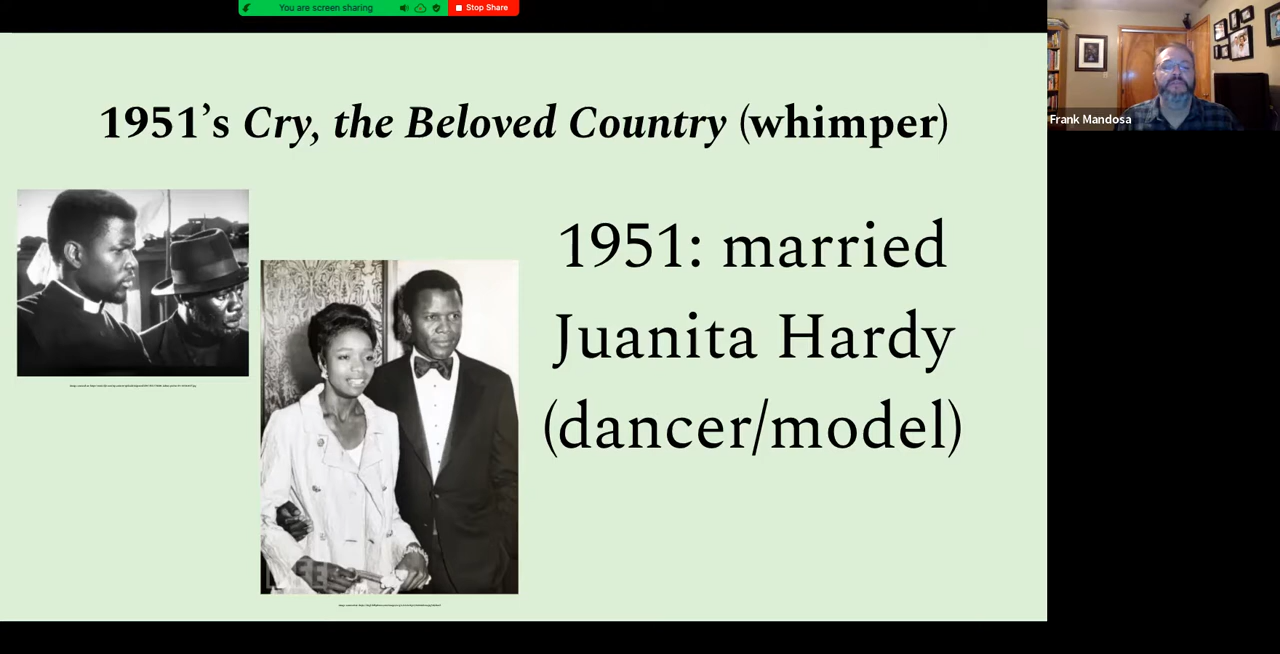 You are screen sharing
Stop Share
1951’s Cry, the Beloved Country (whimper)
1951: married
Juanita Hardy
(dancer/model)
LIFE
Frank Mandosa